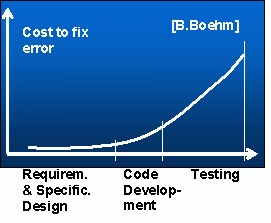 Cost to fix
error
[B.Boehm]
Requirem.
& Specific.
Design
Code
Develop-
ment
Testing